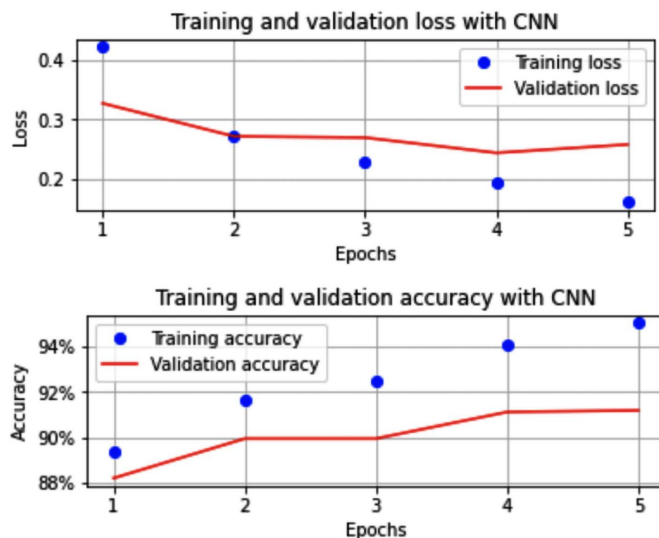 Training and validation loss with CNN
0.4
0.3
0.2
Loss
Training loss
Validation loss
1 2 3 4 5
Epochs
Training and validation accuracy with CNN
94%
92%
90%
88%
Accuracy
Training accuracy
Validation accuracy
1 2 3 4 5
Epochs